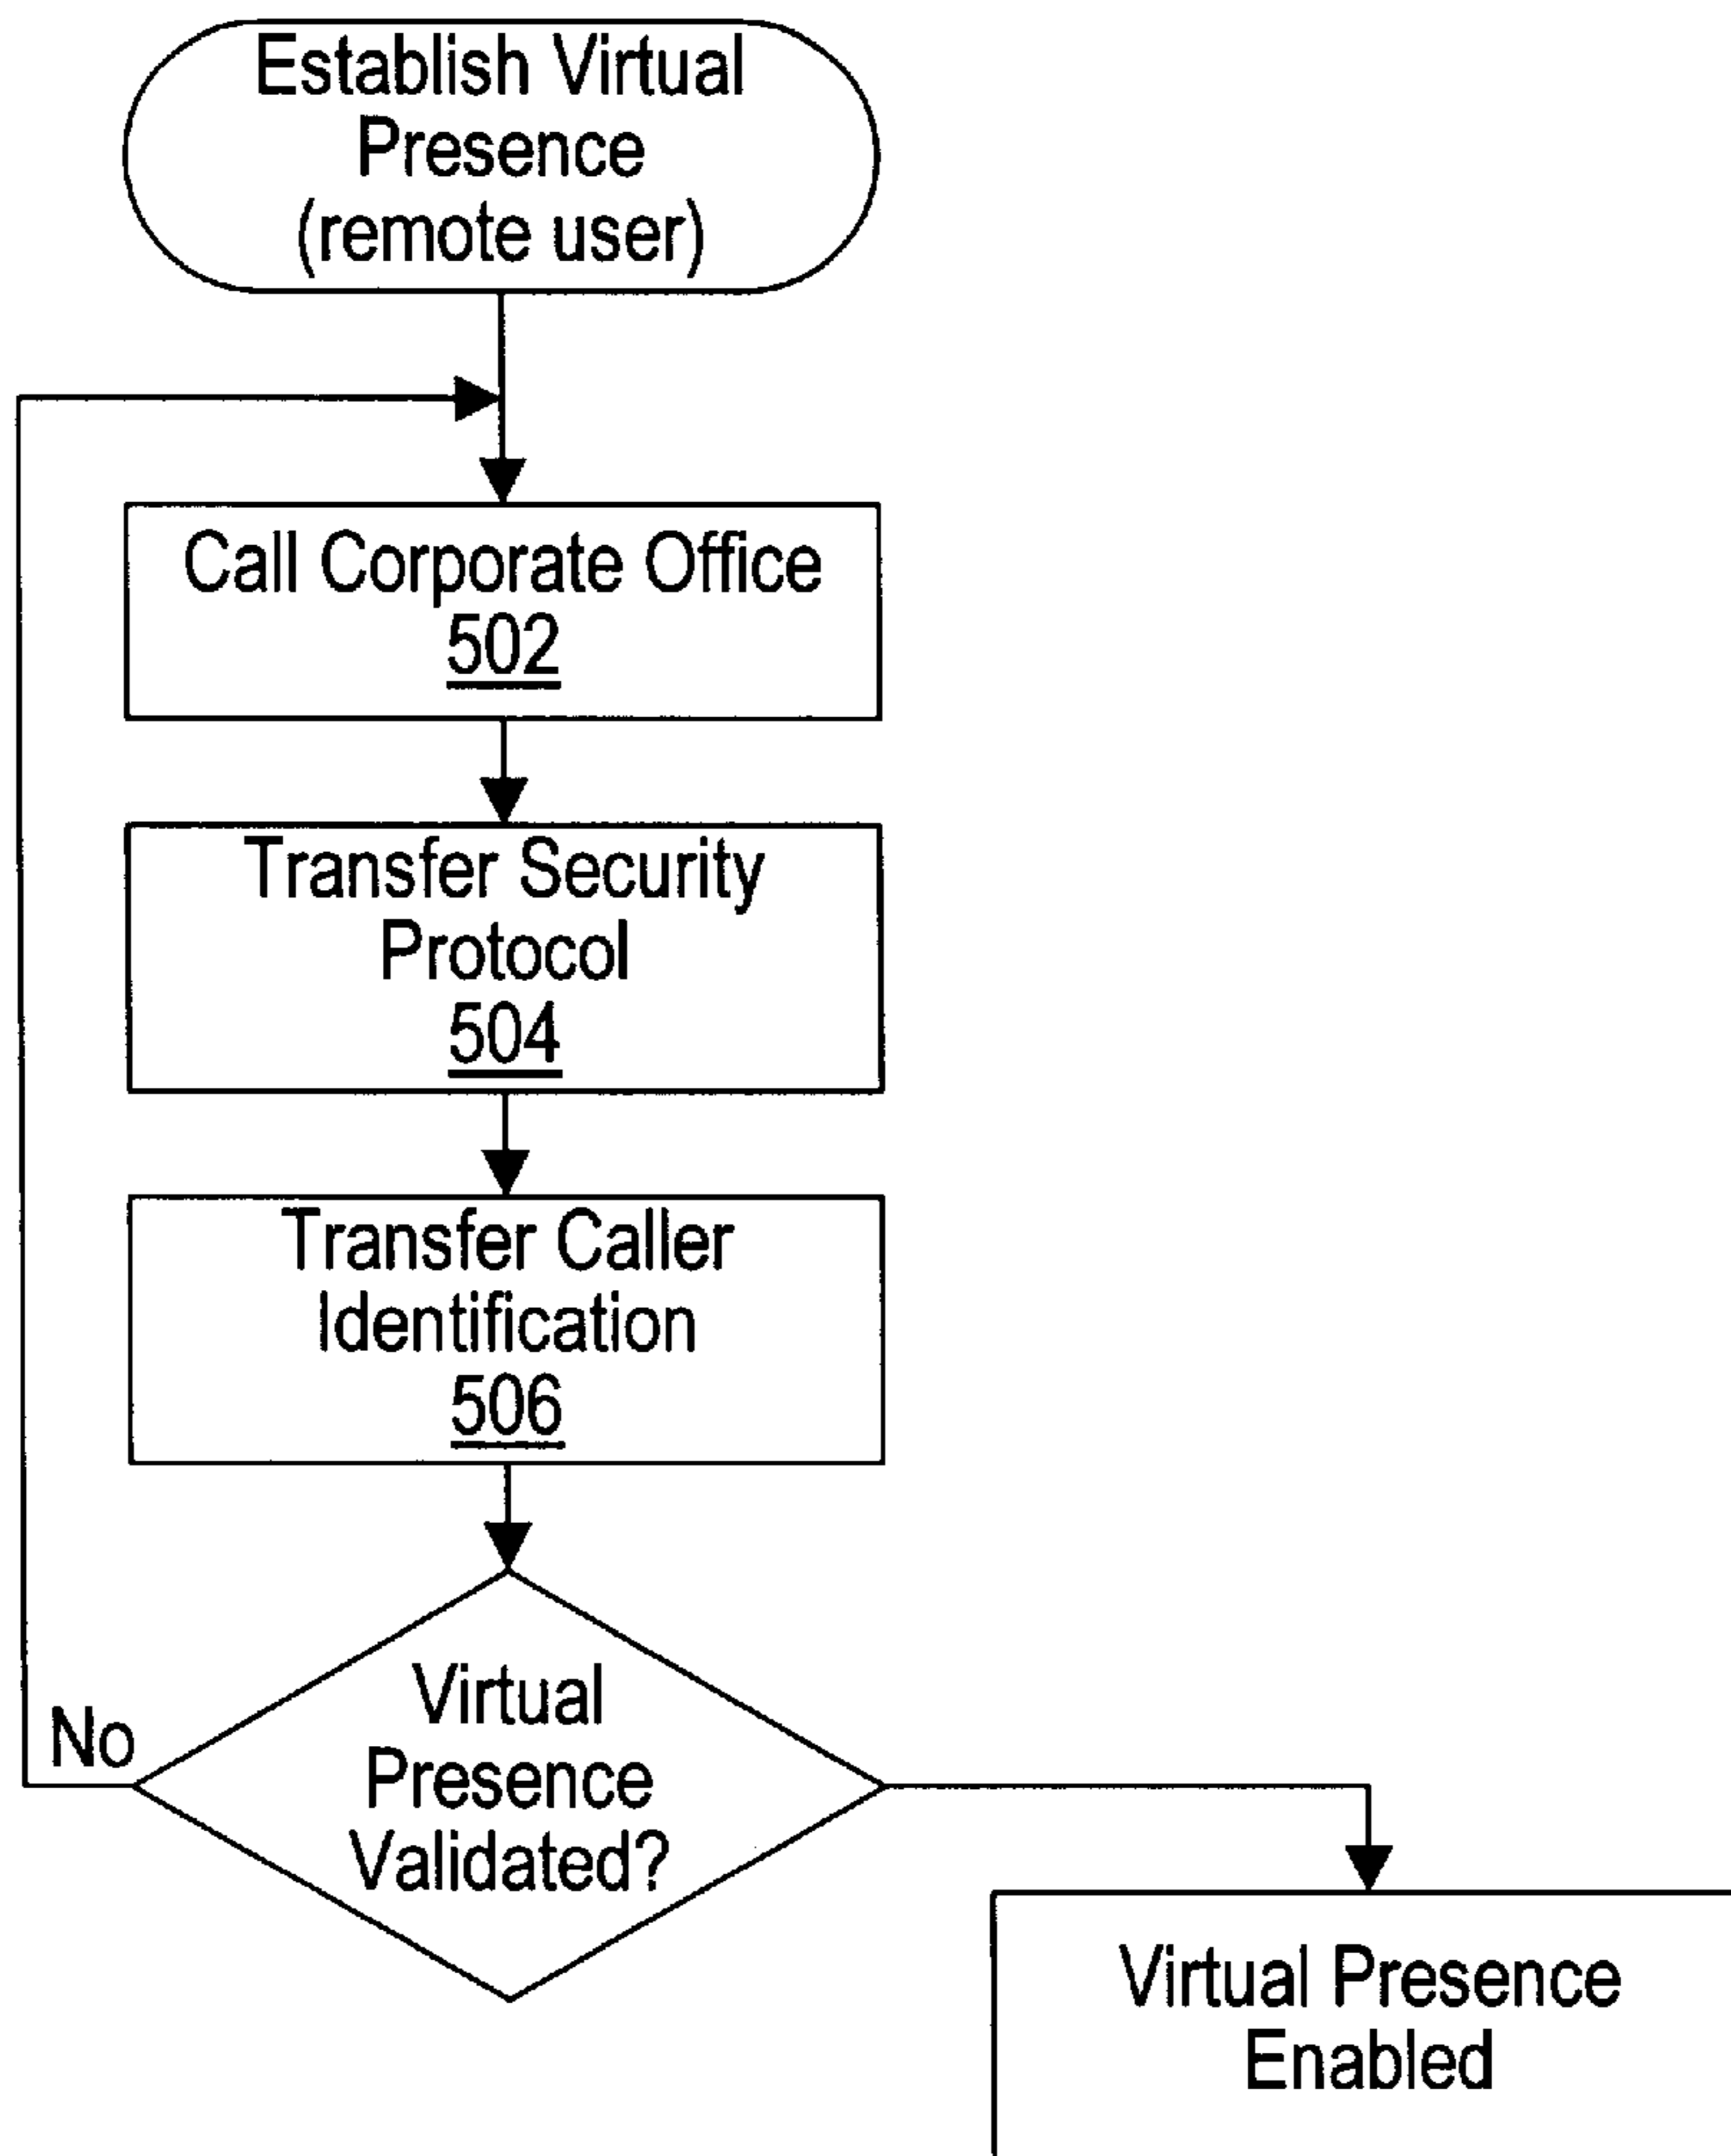 Establish Virtual
Presence
(remote user)
Call Corporate Office
502
Transfer Security
Protocol
504
Transfer Caller
Identification
506
Virtual
Presence
Validated?
No
Virtual Presence
Enabled